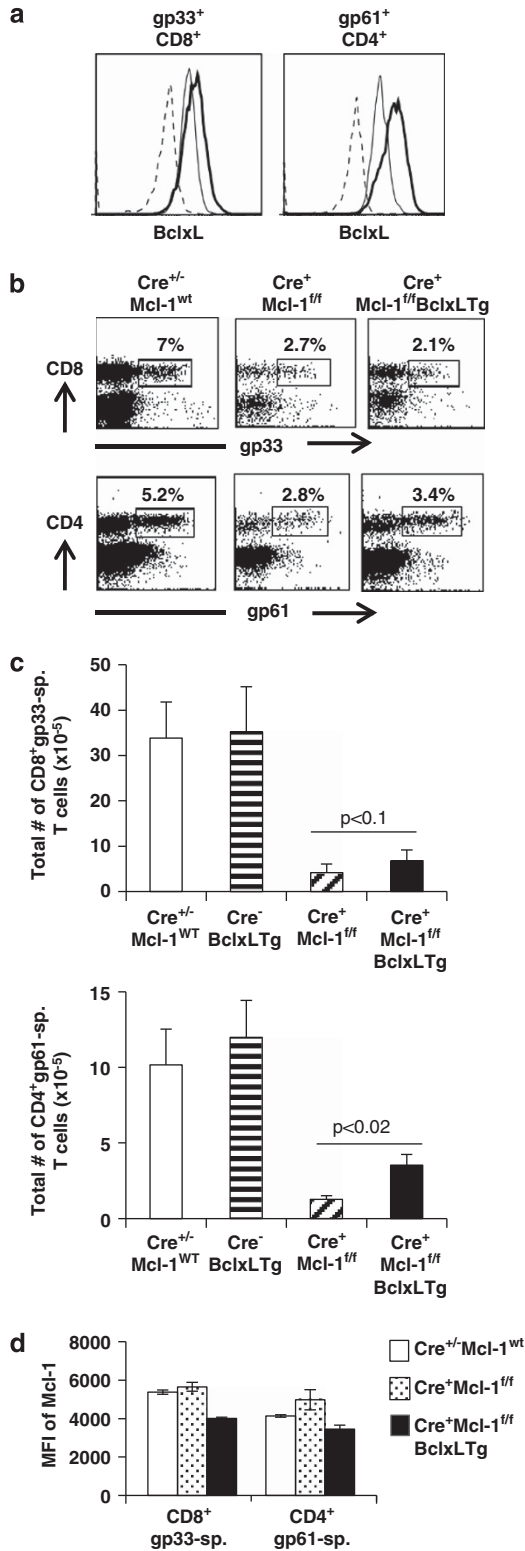 a
gp33⁺ CD8⁺
gp61⁺ CD4⁺
BclxL
BclxL
b
Cre⁺/⁻ Mcl-1ʷᵗ
Cre⁺ Mcl-1ᶠ/ᶠ
Cre⁺ Mcl-1ᶠ/ᶠBclxLTg
CD8
7%
2.7%
2.1%
gp33
CD4
5.2%
2.8%
3.4%
gp61
c
Total # of CD8⁺gp33-sp. T cells (x10⁻⁵)
50
40
30
20
10
0
p<0.1
Cre⁺/⁻ Mcl-1ᵂᵀ
Cre⁻ BclxLTg
Cre⁺ Mcl-1ᶠ/ᶠ
Cre⁺ Mcl-1ᶠ/ᶠ BclxLTg
Total # of CD4⁺gp61-sp. T cells (x10⁻⁵)
15
10
5
0
p<0.02
Cre⁺/⁻ Mcl-1ᵂᵀ
Cre⁻ BclxLTg
Cre⁺ Mcl-1ᶠ/ᶠ
Cre⁺ Mcl-1ᶠ/ᶠ BclxLTg
d
MFI of Mcl-1
8000
6000
4000
2000
0
CD8⁺ gp33-sp.
CD4⁺ gp61-sp.
Cre⁺/⁻Mcl-1ʷᵗ
Cre⁺Mcl-1ᶠ/ᶠ
Cre⁺Mcl-1ᶠ/ᶠ BclxLTg